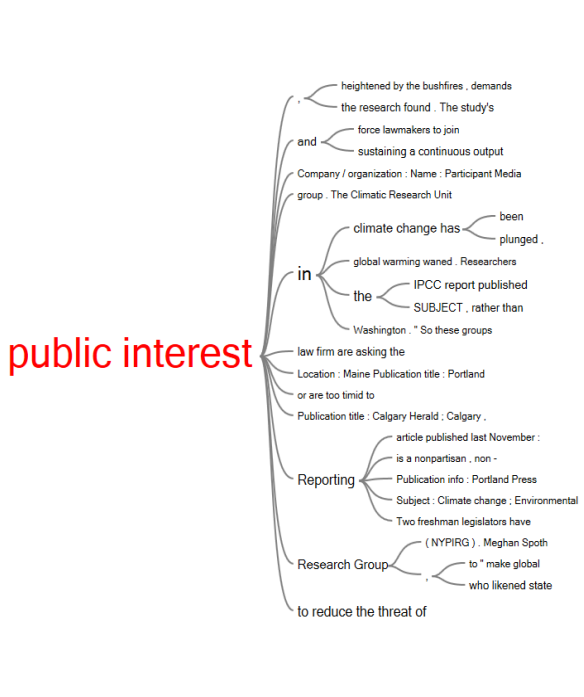 heightened by the bushfires , demands
,
the research found . The study's
force lawmakers to join
and
sustaining a continuous output
Company / organization : Name : Participant Media
group . The Climatic Research Unit
been
climate change has
plunged ,
global warming waned . Researchers
in
IPCC report published
the
SUBJECT , rather than
Washington . " So these groups
public interest
law firm are asking the
Location : Maine Publication title : Portland
or are too timid to
Publication title : Calgary Herald ; Calgary ,
article published last November :
is a nonpartisan , non -
Reporting
Publication info : Portland Press
Subject : Climate change ; Environmental
Two freshman legislators have
( NYPIRG ) . Meghan Spoth
Research Group
to " make global
,
who likened state
to reduce the threat of